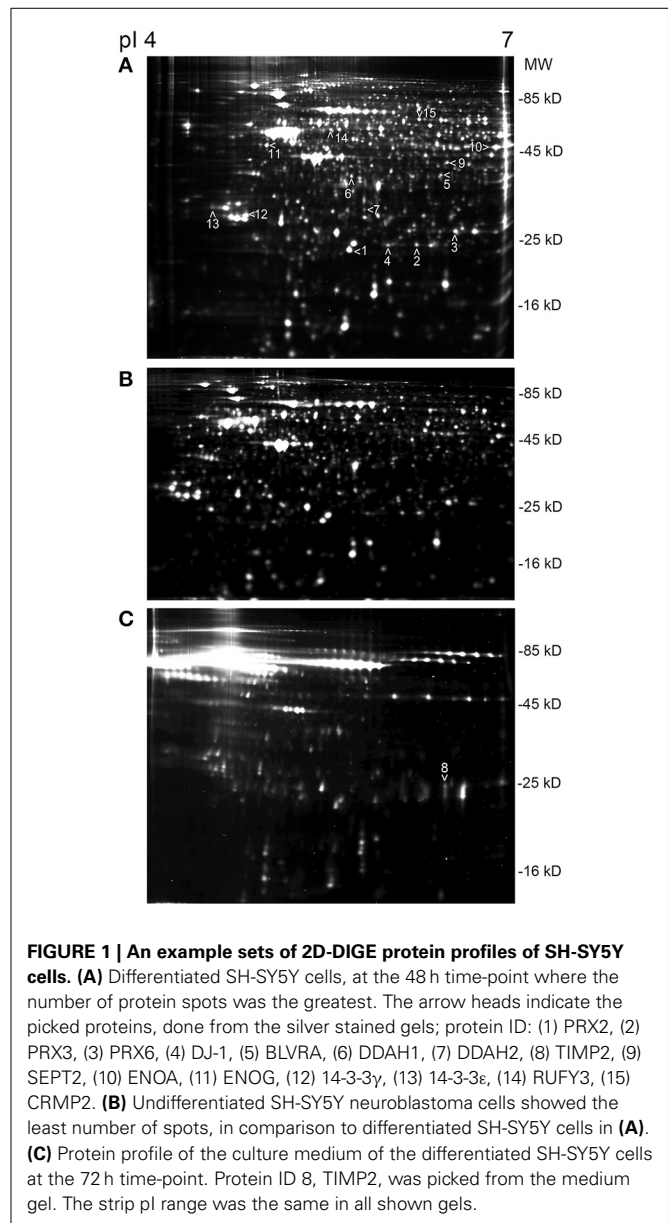 pI 4 7
A
MW
-85 kD
15
14
11
10
-45 kD
9
5
6
7
13
12
3
-25 kD
1
4
2
-16 kD
B
-85 kD
-45 kD
-25 kD
-16 kD
C
-85 kD
-45 kD
8
-25 kD
-16 kD
FIGURE 1 | An example sets of 2D-DIGE protein profiles of SH-SY5Y
cells. (A) Differentiated SH-SY5Y cells, at the 48 h time-point where the
number of protein spots was the greatest. The arrow heads indicate the
picked proteins, done from the silver stained gels; protein ID: (1) PRX2, (2)
PRX3, (3) PRX6, (4) DJ-1, (5) BLVRA, (6) DDAH1, (7) DDAH2, (8) TIMP2, (9)
SEPT2, (10) ENOA, (11) ENOG, (12) 14-3-3γ, (13) 14-3-3ε, (14) RUFY3, (15)
CRMP2. (B) Undifferentiated SH-SY5Y neuroblastoma cells showed the
least number of spots, in comparison to differentiated SH-SY5Y cells in (A).
(C) Protein profile of the culture medium of the differentiated SH-SY5Y cells
at the 72 h time-point. Protein ID 8, TIMP2, was picked from the medium
gel. The strip pI range was the same in all shown gels.